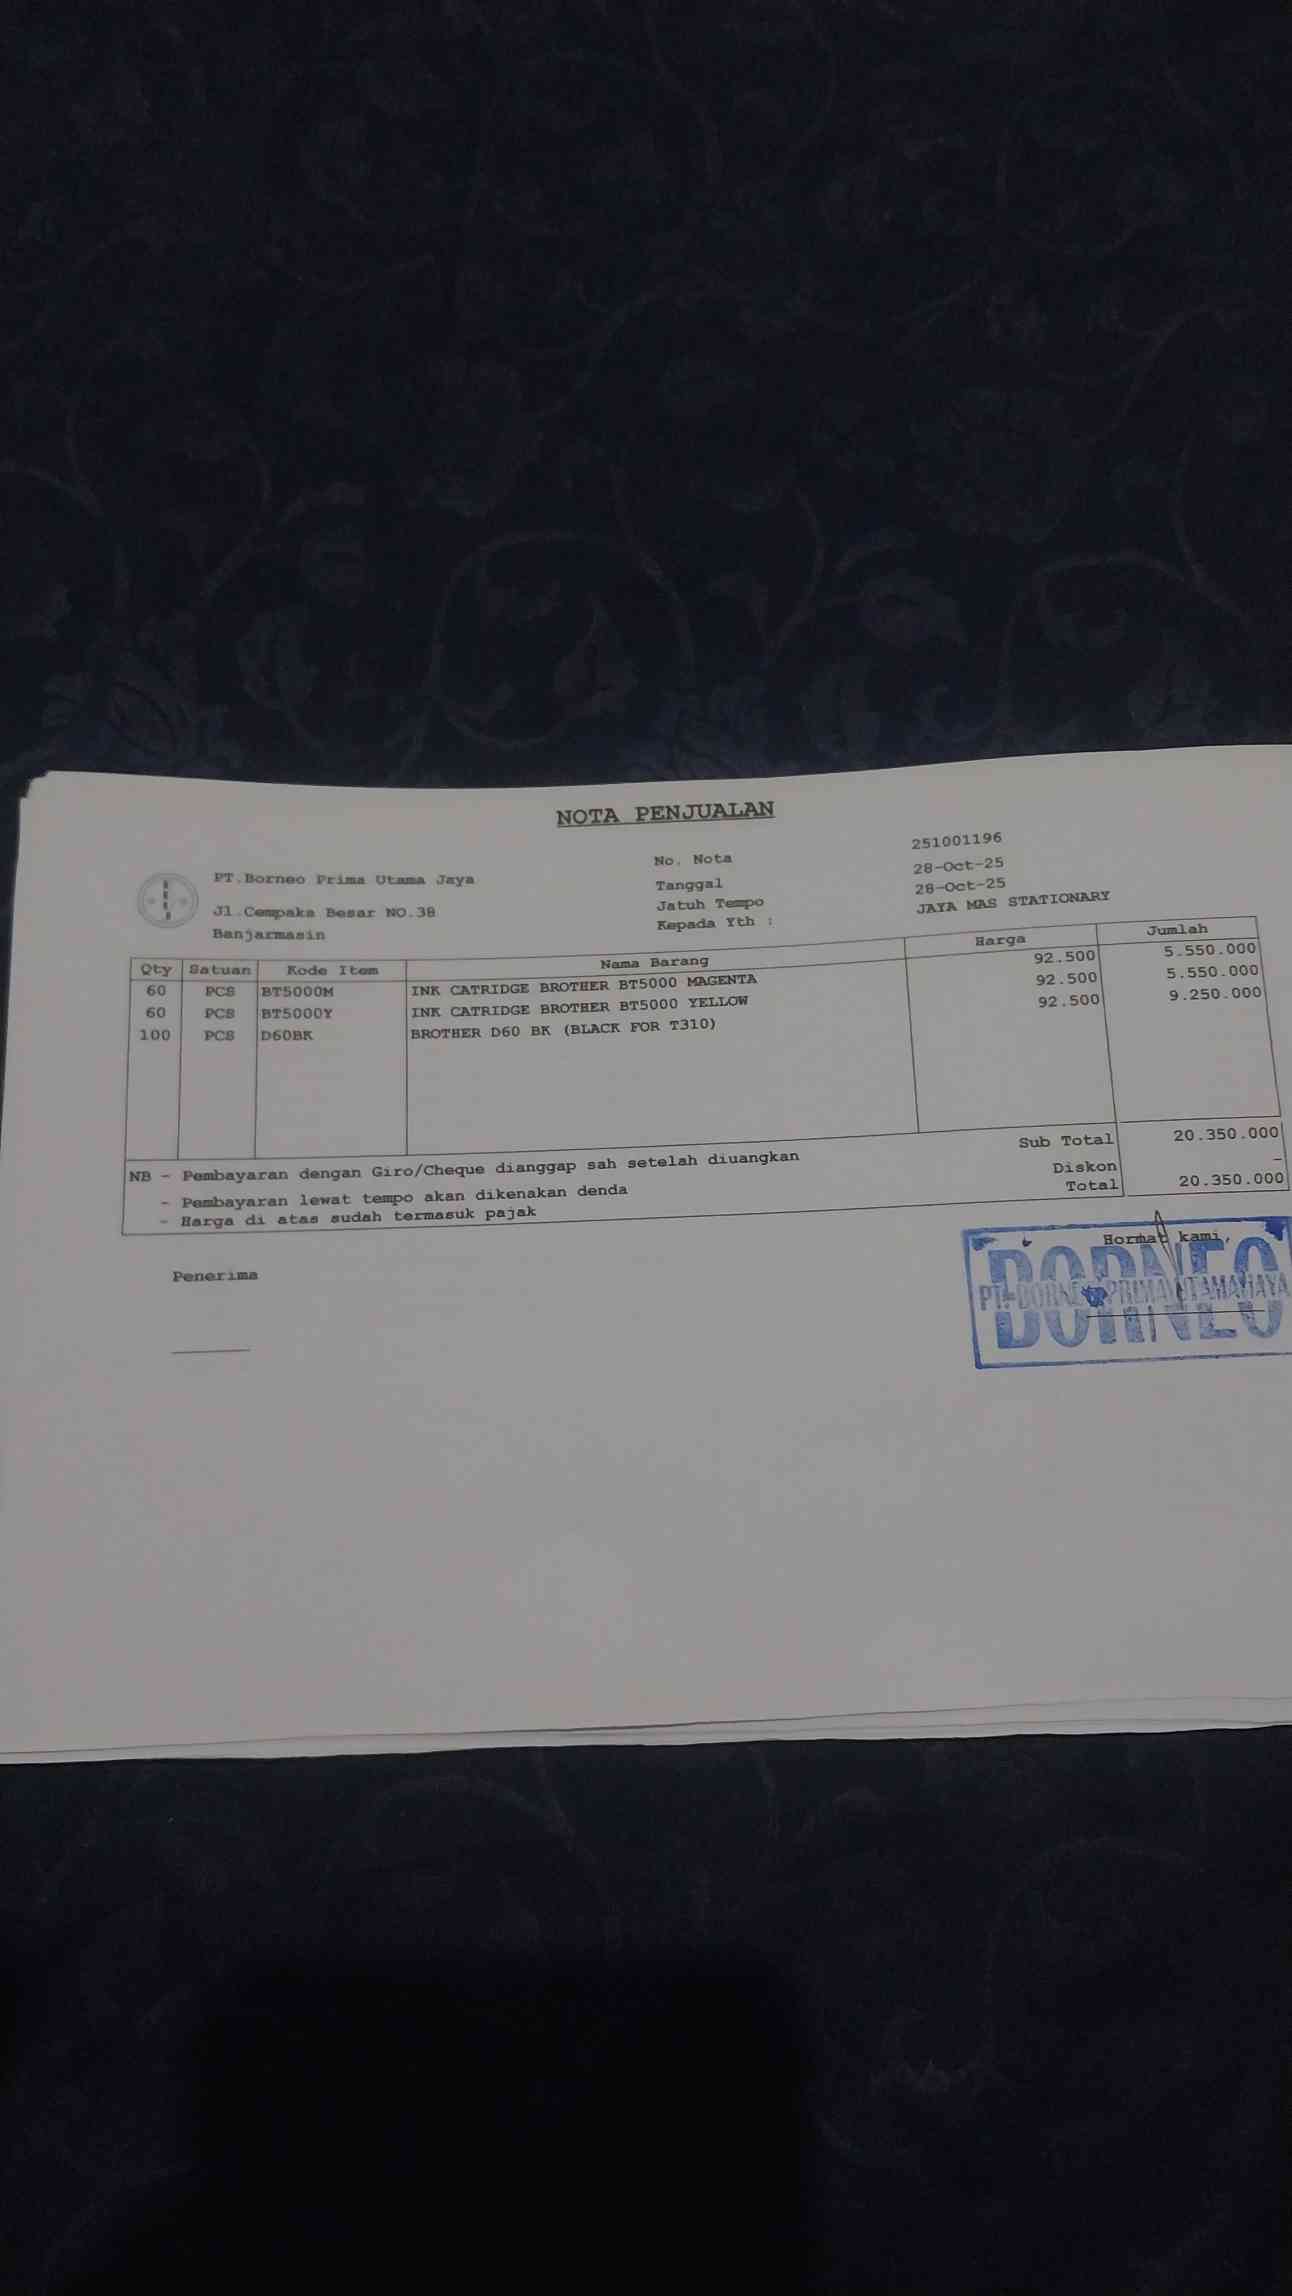 NOTA PENJUALAN
PT.Borneo Prima Utama Jaya
Jl.Cempaka Besar NO.38
Banjarmasin
No. Nota 251001196
Tanggal 28-Oct-25
Jatuh Tempo 28-Oct-25
Kepada Yth : JAYA MAS STATIONARY
Qty Satuan Kode Item Nama Barang Harga Jumlah
60 PCS BT5000M INK CATRIDGE BROTHER BT5000 MAGENTA 92.500 5.550.000
60 PCS BT5000Y INK CATRIDGE BROTHER BT5000 YELLOW 92.500 5.550.000
100 PCS D60BK BROTHER D60 BK (BLACK FOR T310) 92.500 9.250.000
NB - Pembayaran dengan Giro/Cheque dianggap sah setelah diuangkan Sub Total 20.350.000
- Pembayaran lewat tempo akan dikenakan denda Diskon -
- Harga di atas sudah termasuk pajak Total 20.350.000
Penerima
Hormat kami,
BORNEO
PT. BORNEO PRIMA UTAMA JAYA